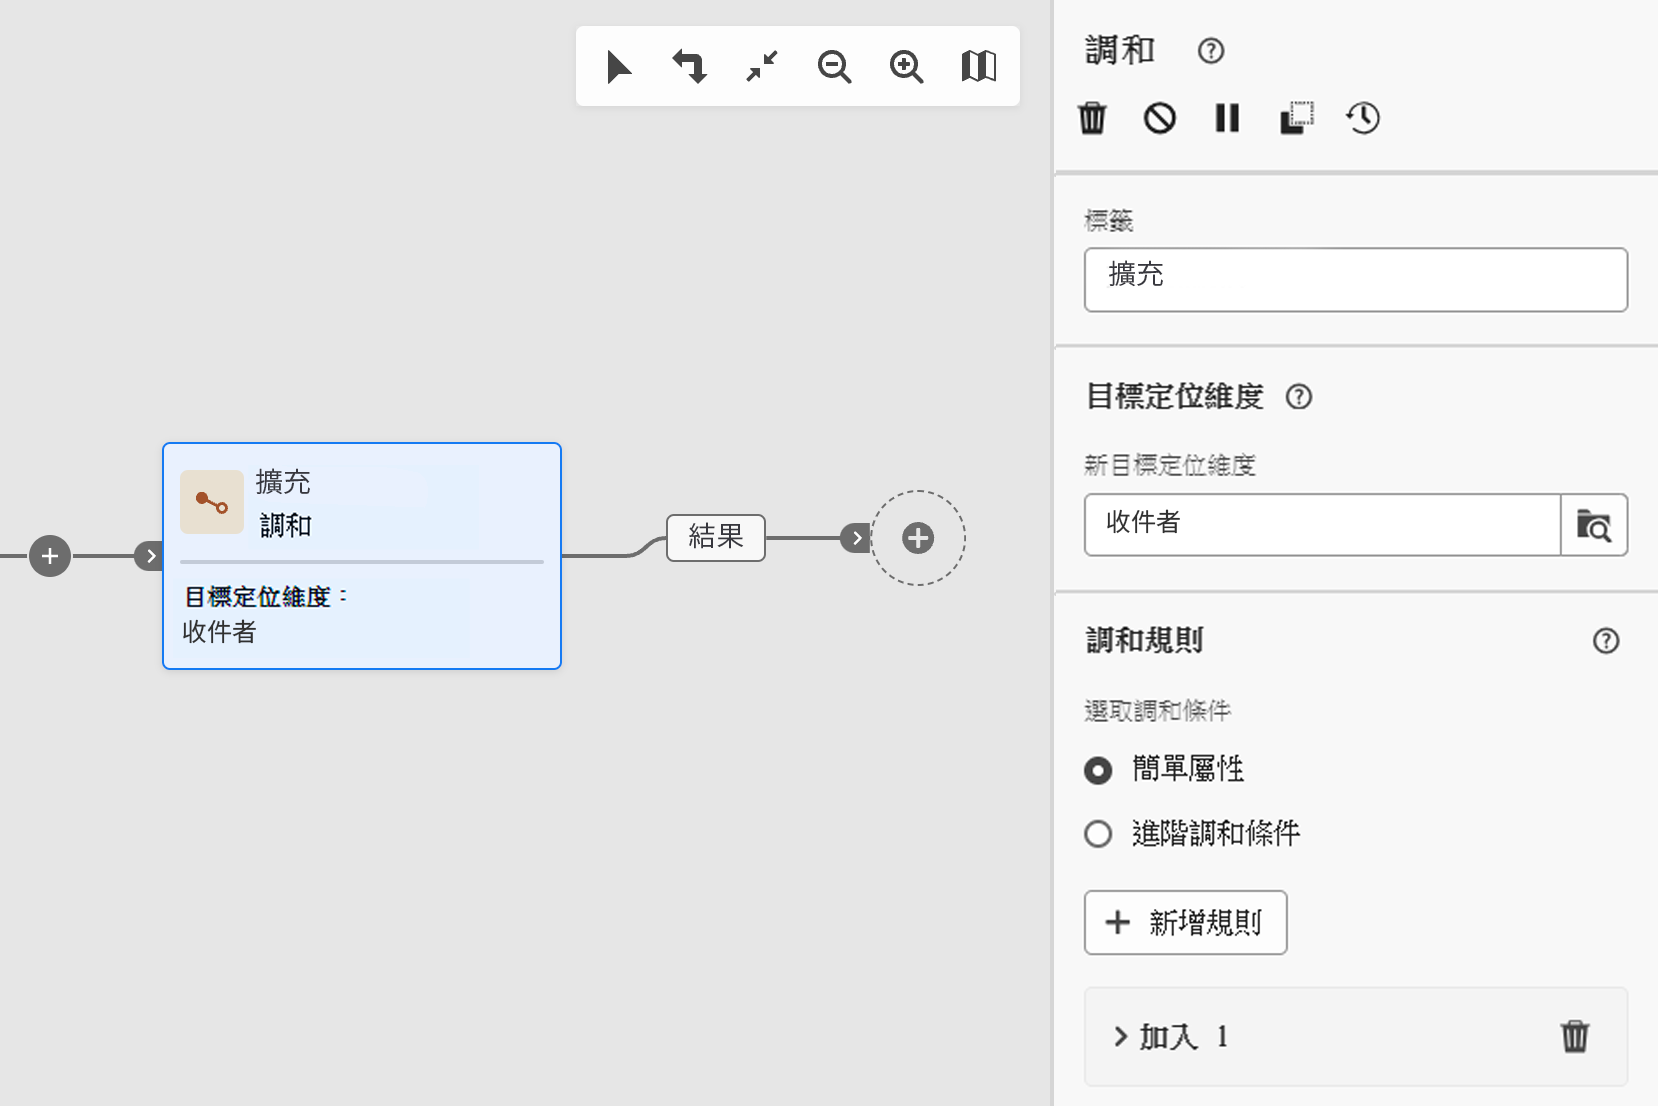 擴充
調和
目標定位維度：
收件者
結果
調和
標籤
擴充
目標定位維度
新目標定位維度
收件者
調和規則
選取調和條件
簡單屬性
進階調和條件
新增規則
加入 1